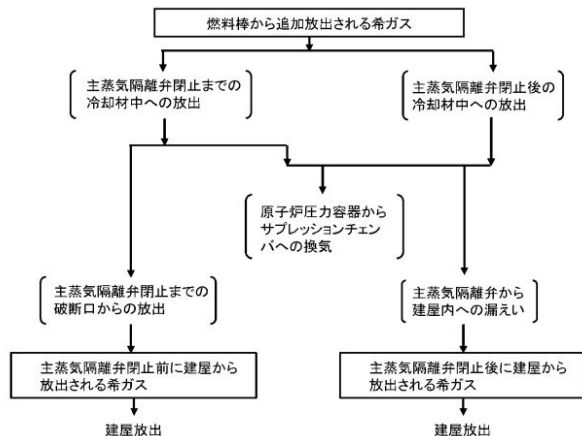 燃料棒から追加放出される希ガス
主蒸気隔離弁閉止までの
冷却材中への放出
主蒸気隔離弁閉止後の
冷却材中への放出
原子炉圧力容器から
サプレッションチェン
バへの換気
主蒸気隔離弁閉止までの
破断口からの放出
主蒸気隔離弁から
建屋内への漏えい
主蒸気隔離弁閉止前に建屋から
放出される希ガス
主蒸気隔離弁閉止後に建屋から
放出される希ガス
建屋放出
建屋放出